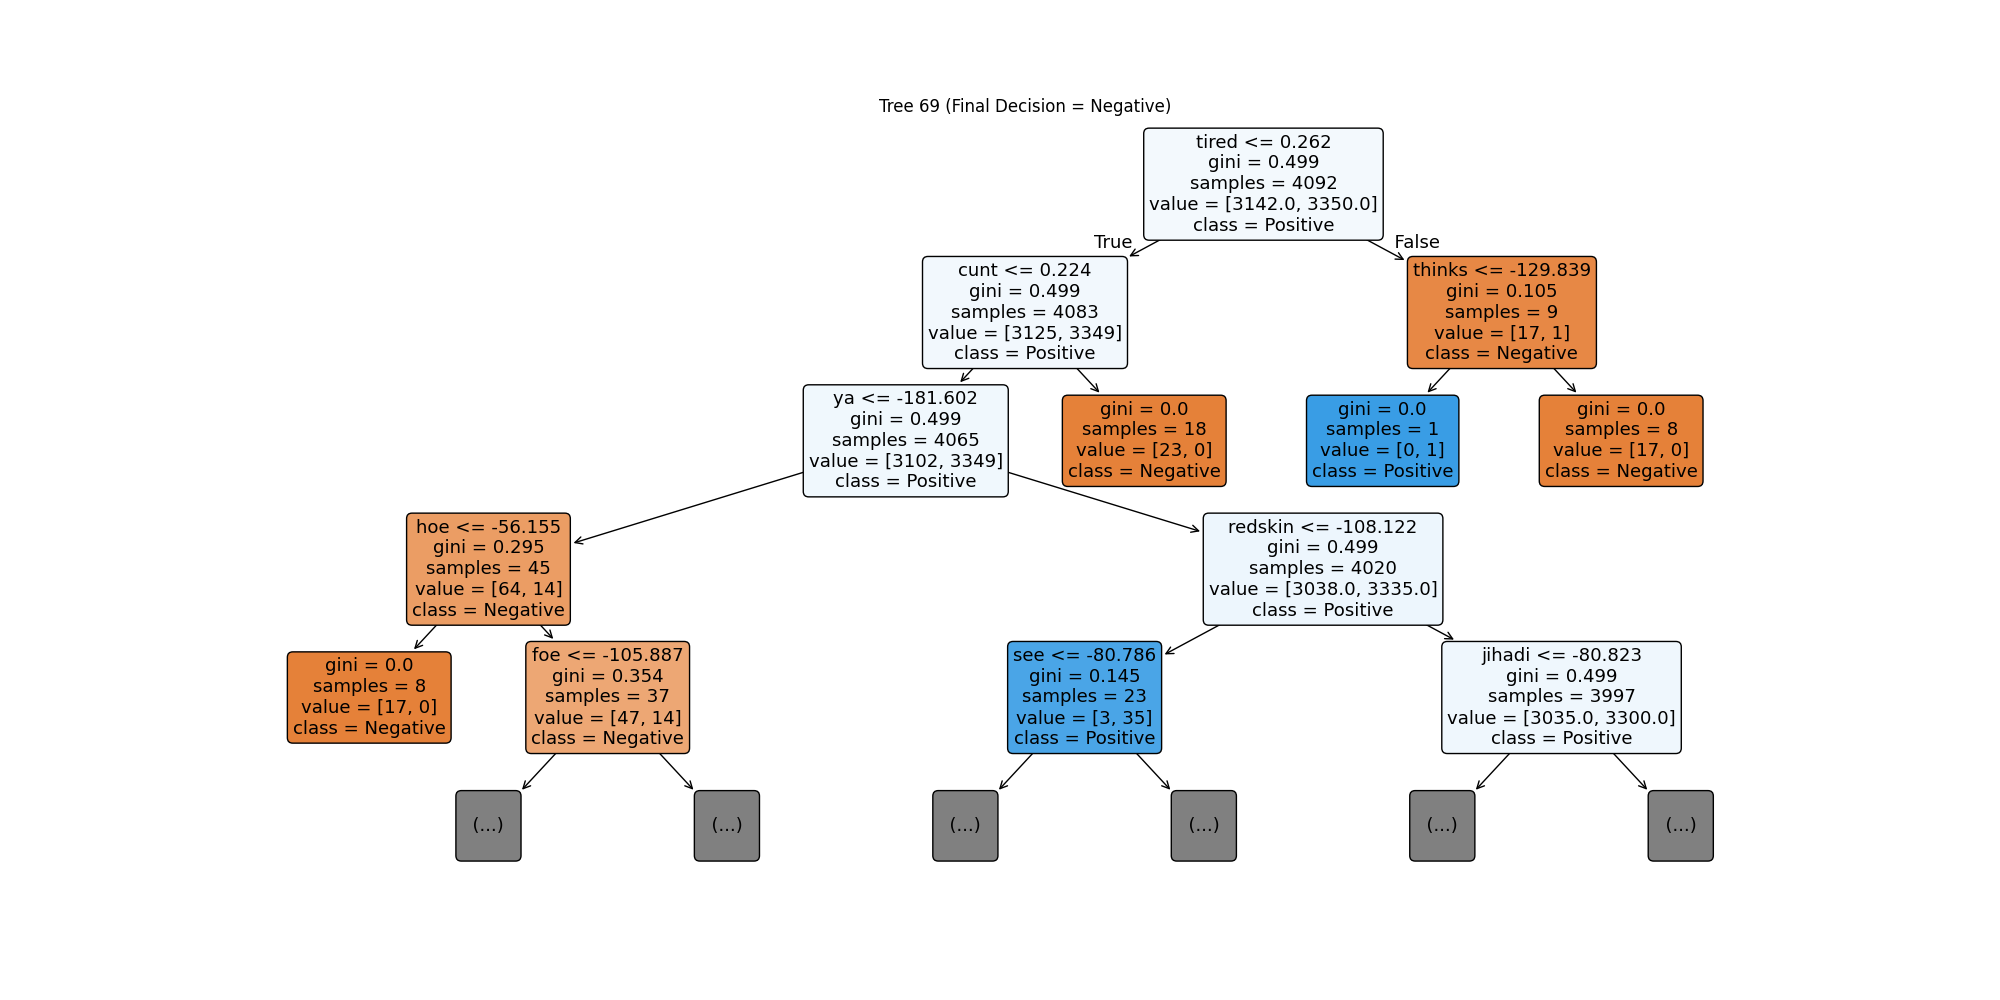 Tree 69 (Final Decision = Negative)
tired <= 0.262
gini = 0.499
samples = 4092
value = [3142.0, 3350.0]
class = Positive
True
False
cunt <= 0.224
gini = 0.499
samples = 4083
value = [3125, 3349]
class = Positive
thinks <= -129.839
gini = 0.105
samples = 9
value = [17, 1]
class = Negative
ya <= -181.602
gini = 0.499
samples = 4065
value = [3102, 3349]
class = Positive
gini = 0.0
samples = 18
value = [23, 0]
class = Negative
gini = 0.0
samples = 1
value = [0, 1]
class = Positive
gini = 0.0
samples = 8
value = [17, 0]
class = Negative
hoe <= -56.155
gini = 0.295
samples = 45
value = [64, 14]
class = Negative
redskin <= -108.122
gini = 0.499
samples = 4020
value = [3038.0, 3335.0]
class = Positive
gini = 0.0
samples = 8
value = [17, 0]
class = Negative
foe <= -105.887
gini = 0.354
samples = 37
value = [47, 14]
class = Negative
see <= -80.786
gini = 0.145
samples = 23
value = [3, 35]
class = Positive
jihadi <= -80.823
gini = 0.499
samples = 3997
value = [3035.0, 3300.0]
class = Positive
(...)
(...)
(...)
(...)
(...)
(...)